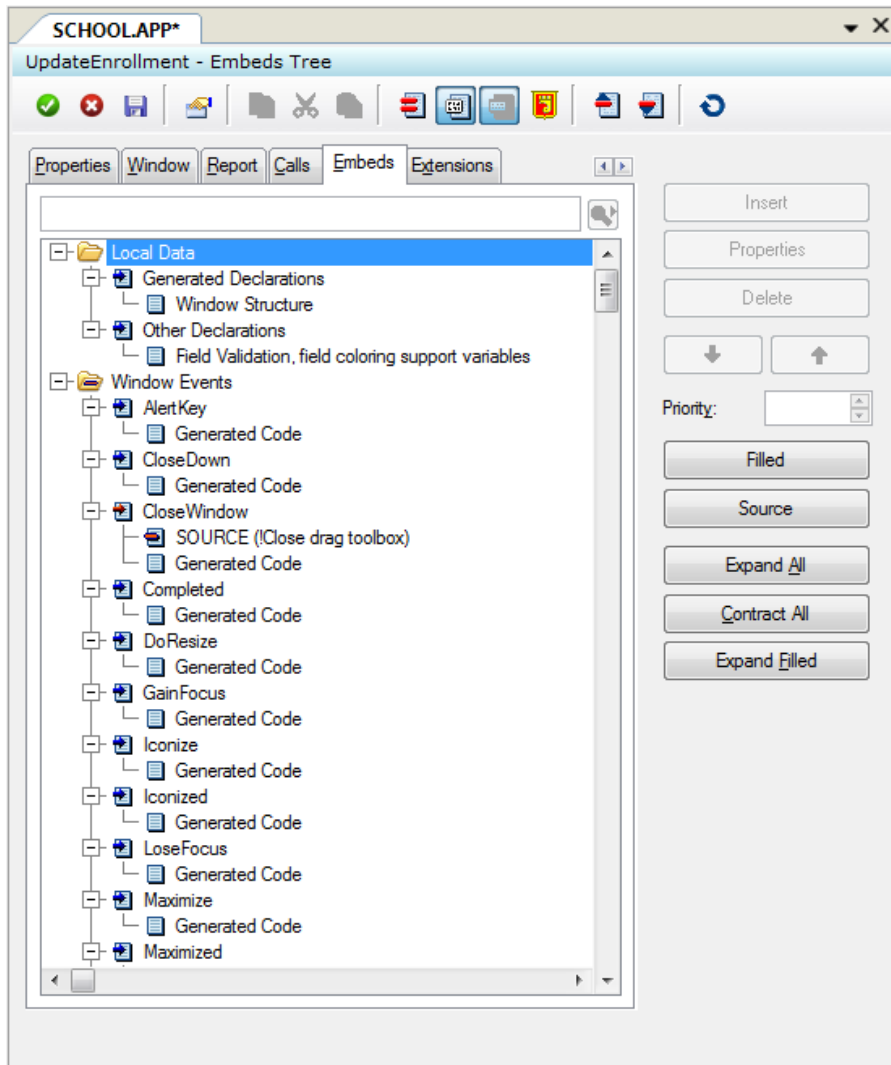 SCHOOL.APP*
UpdateEnrollment - Embeds Tree
Properties Window Report Calls Embeds Extensions
Local Data
Generated Declarations
Window Structure
Other Declarations
Field Validation, field coloring support variables
Window Events
AlertKey
Generated Code
CloseDown
Generated Code
CloseWindow
SOURCE (!Close drag toolbox)
Generated Code
Completed
Generated Code
DoResize
Generated Code
GainFocus
Generated Code
Iconize
Generated Code
Iconized
Generated Code
LoseFocus
Generated Code
Maximize
Generated Code
Maximized
Insert
Properties
Delete
Priority:
Filled
Source
Expand All
Contract All
Expand Filled